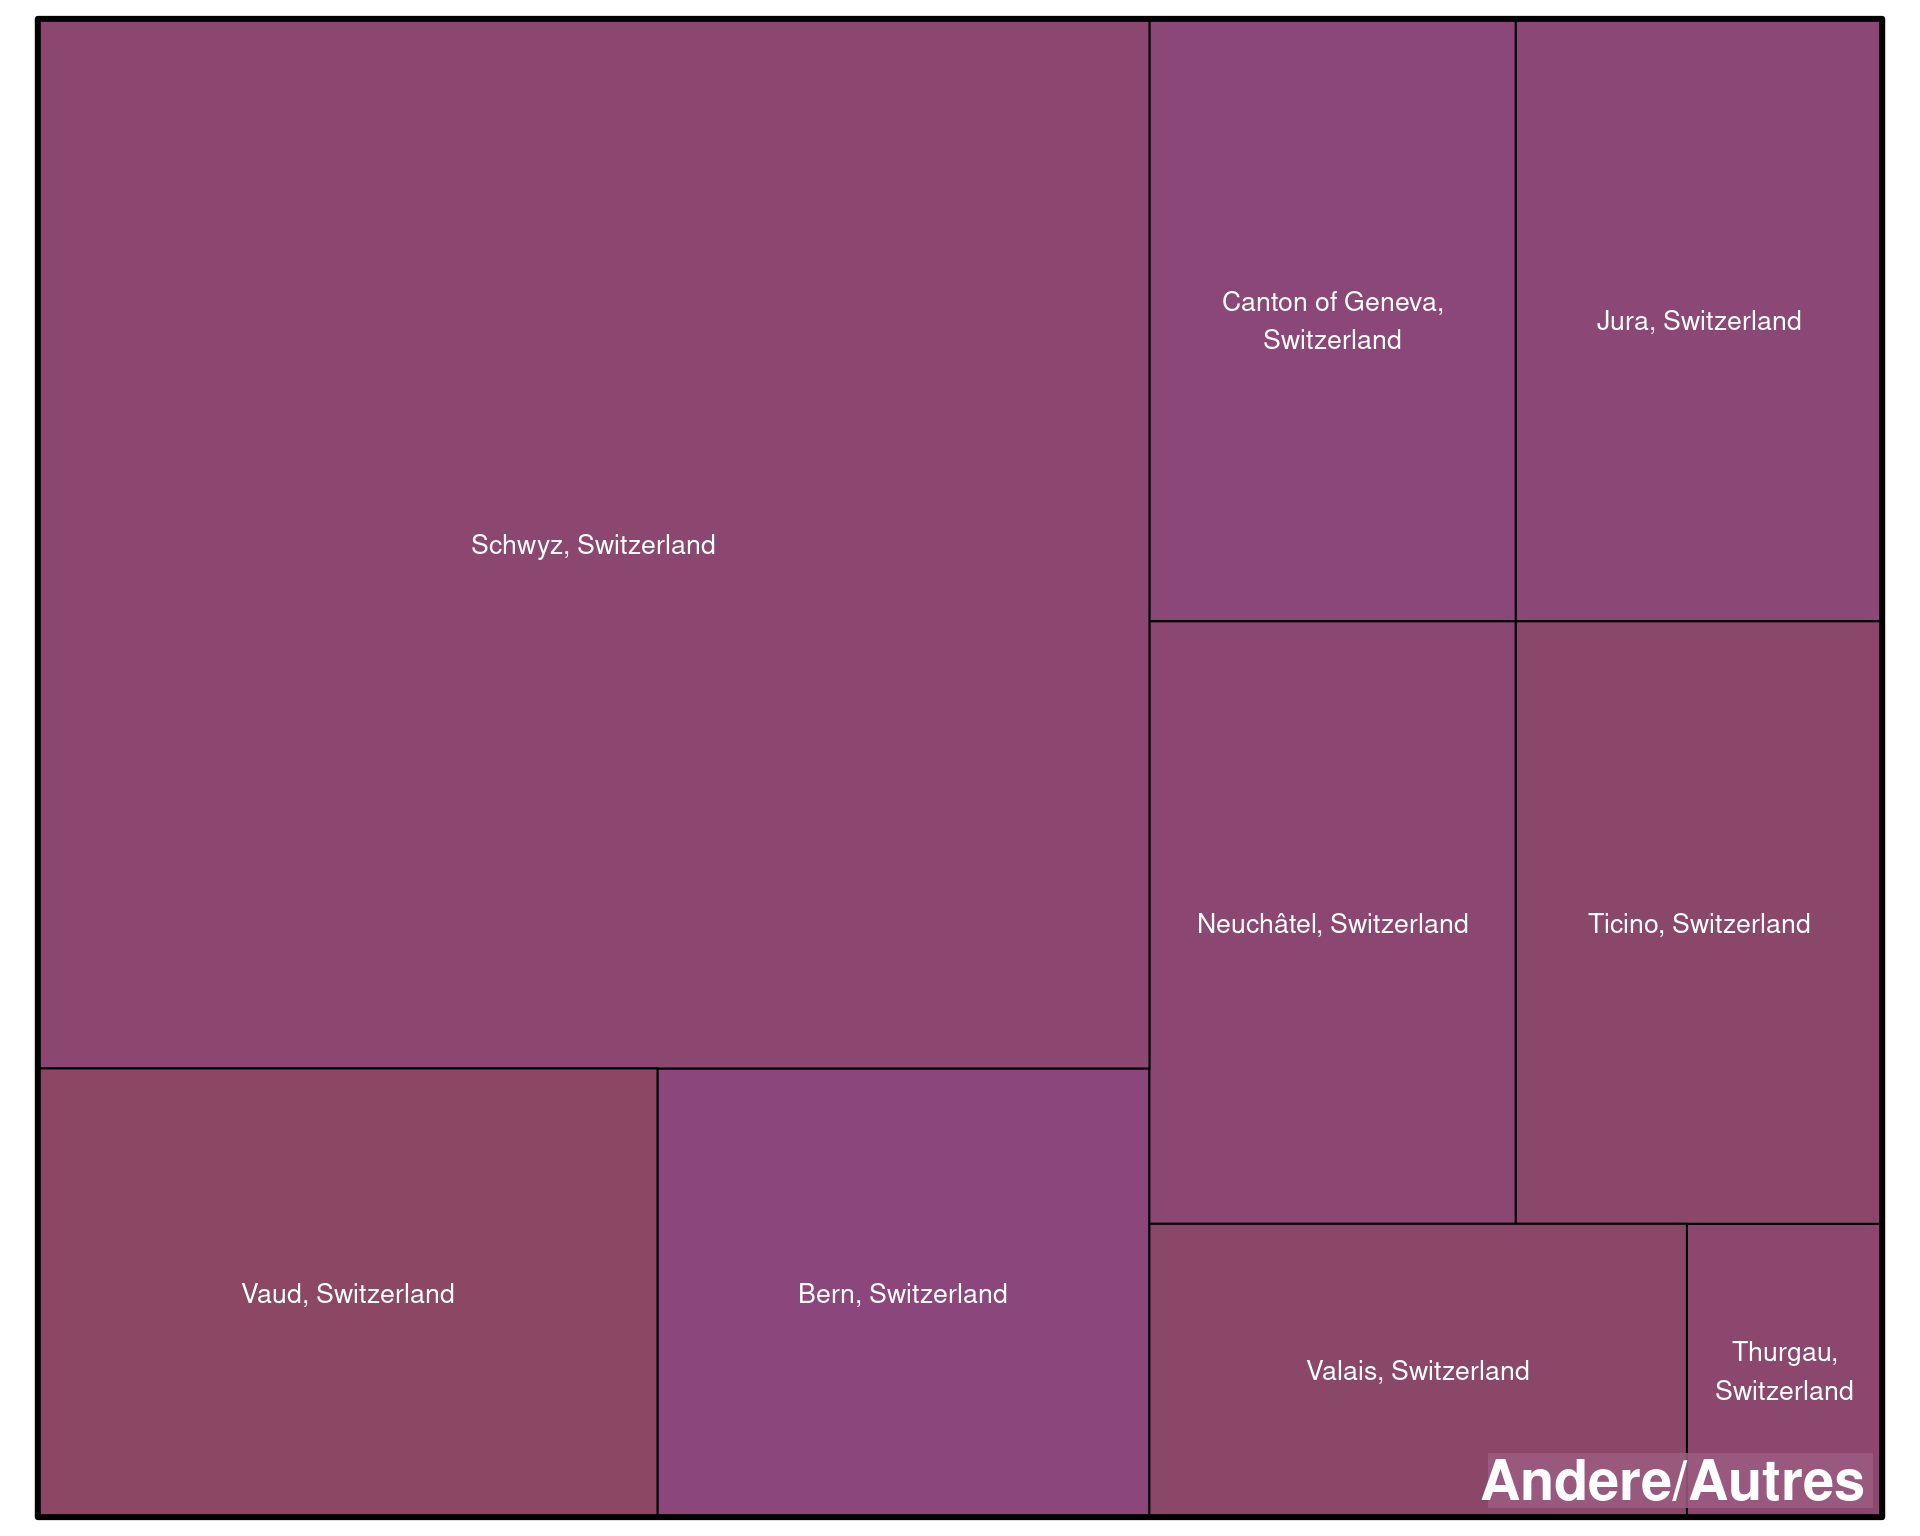 Canton of Geneva,
Switzerland
Jura, Switzerland
Schwyz, Switzerland
Neuchâtel, Switzerland
Ticino, Switzerland
Vaud, Switzerland
Bern, Switzerland
Valais, Switzerland
Thurgau,
Switzerland
Andere/Autres